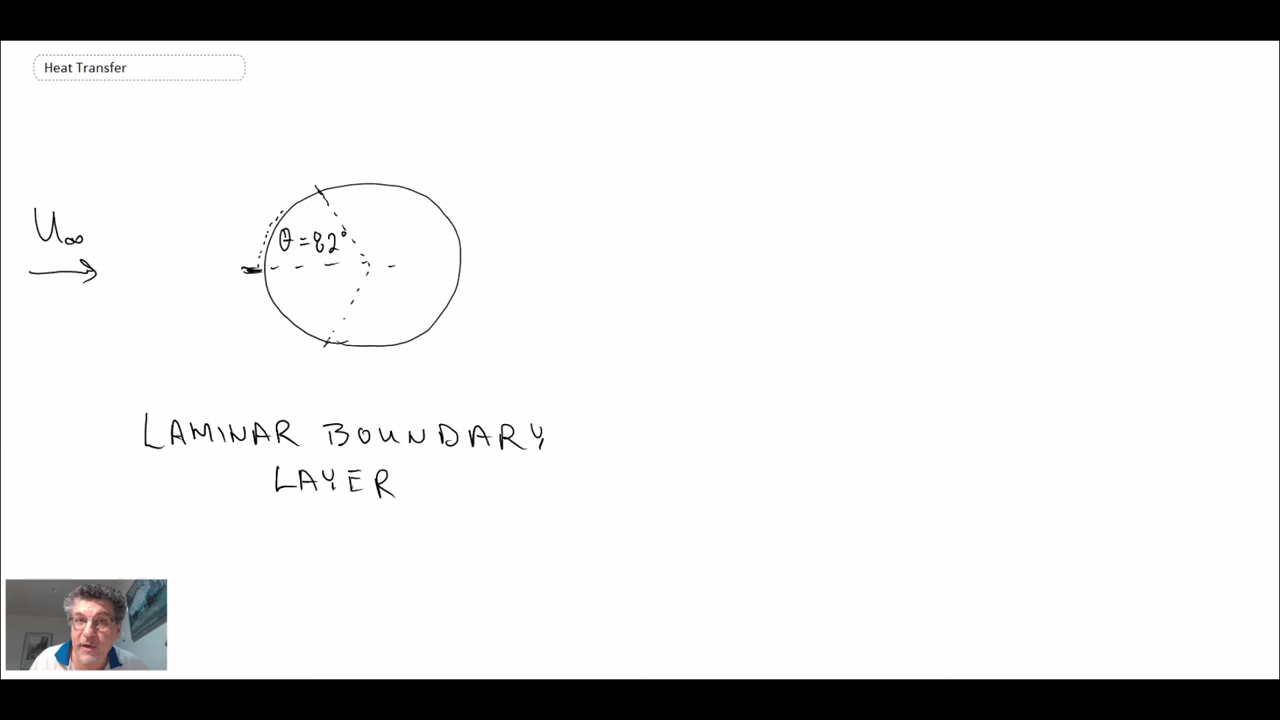 Heat Transfer
U∞
θ = 82°
LAMINAR BOUNDARY
LAYER